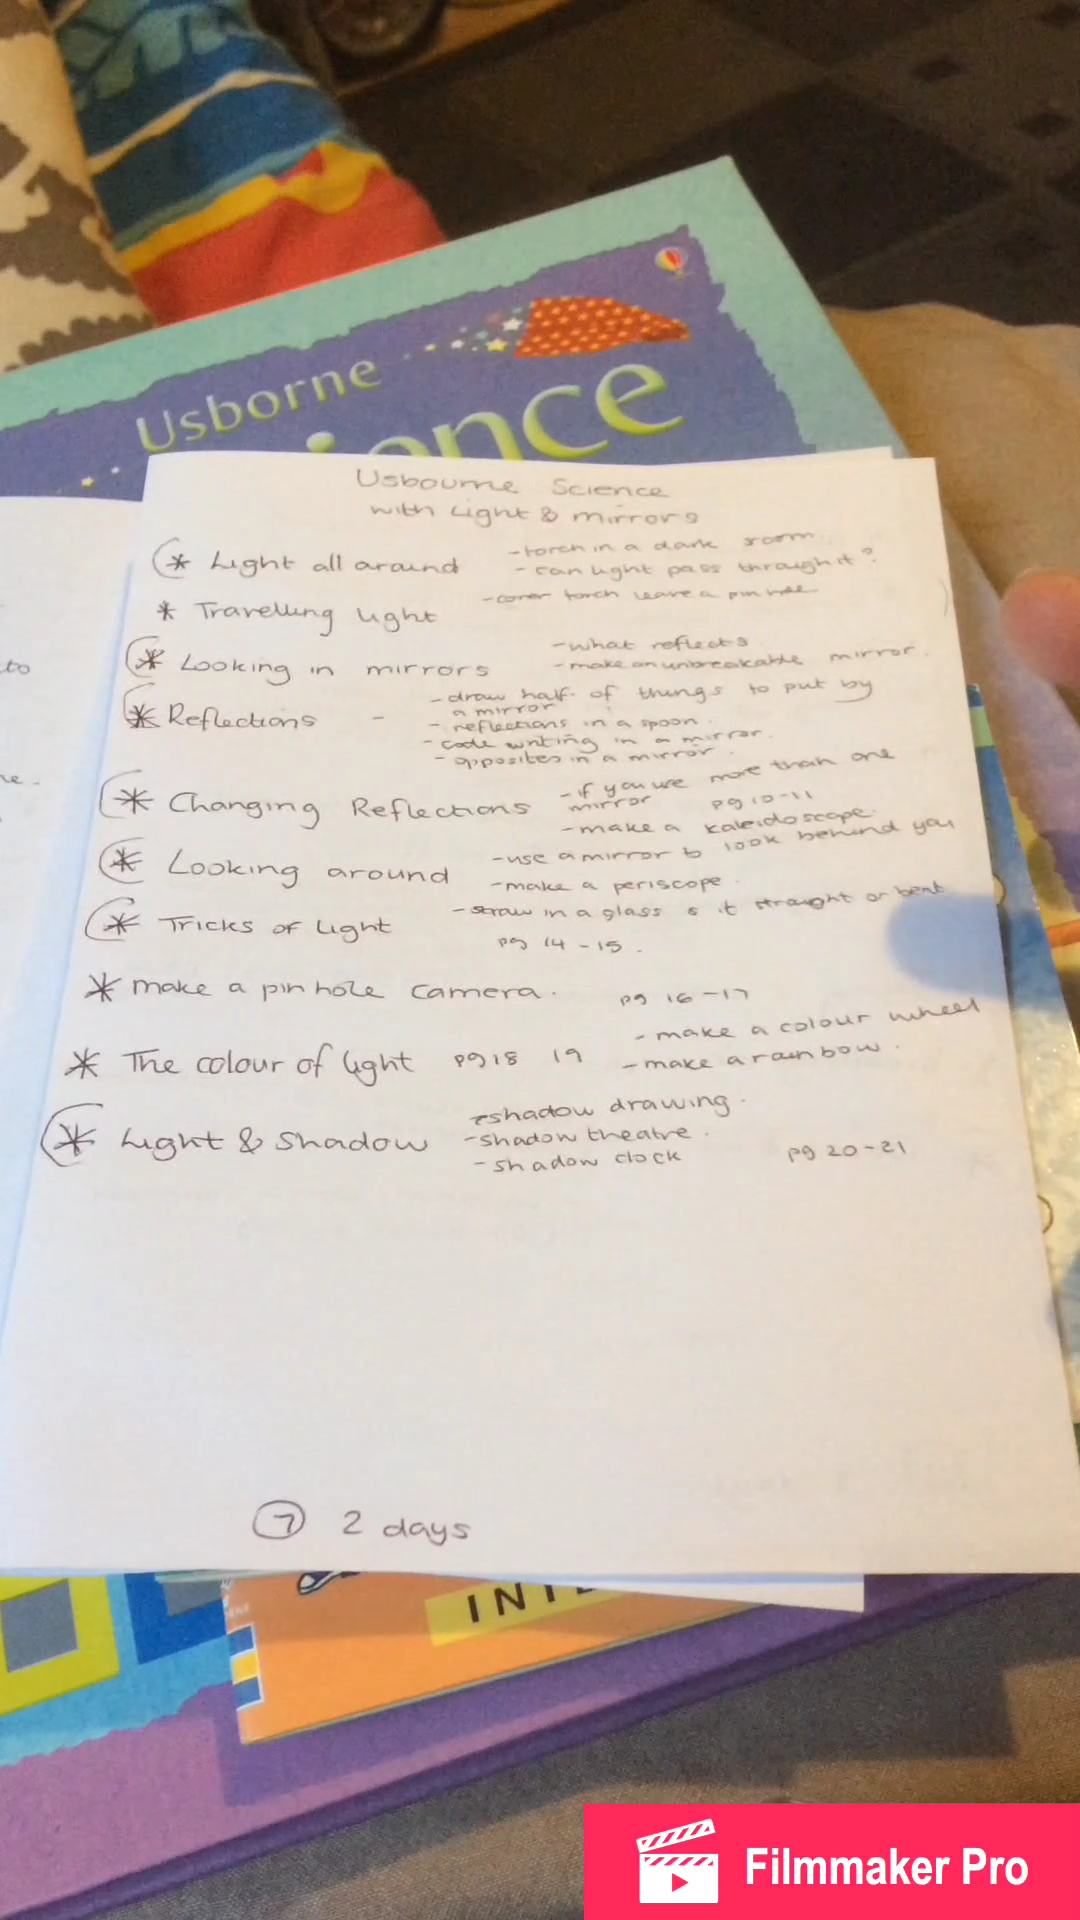 Usborne
ience
Usbourne Science
with Light & mirrors
* Light all around
- torch in a dark room
- can light pass through it?
* Travelling light
- cover torch leave a pin hole
* Looking in mirrors
- what reflects
- make an unbreakable mirror.
* Reflections -
- draw half of things to put by
a mirror
- reflections in a spoon.
- code writing in a mirror.
- opposites in a mirror.
* Changing Reflections
- if you use more than one
mirror pg 10-11
- make a kaleidoscope.
* Looking around
- use a mirror to look behind you
- make a periscope.
* Tricks of Light
- straw in a glass is it straight or bent
pg 14-15.
* make a pin hole camera. pg 16-17
* The colour of light pg 18 19
- make a colour wheel
- make a rainbow.
* Light & Shadow
- shadow drawing.
- shadow theatre.
- shadow clock pg 20-21
7 2 days
to
INT
Filmmaker Pro